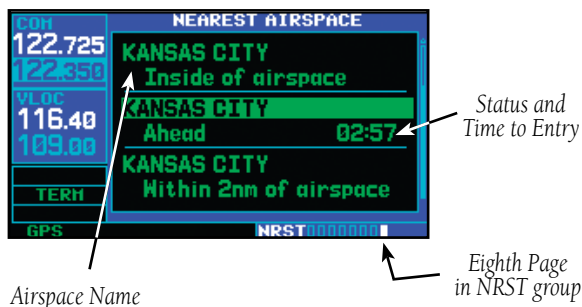 COM
122.725
122.350
VLOC
116.40
109.00
TERM
GPS
NEAREST AIRSPACE
KANSAS CITY
Inside of airspace
KANSAS CITY
Ahead 02:57
KANSAS CITY
Within 2nm of airspace
NRST
Status and
Time to Entry
Airspace Name
Eighth Page
in NRST group